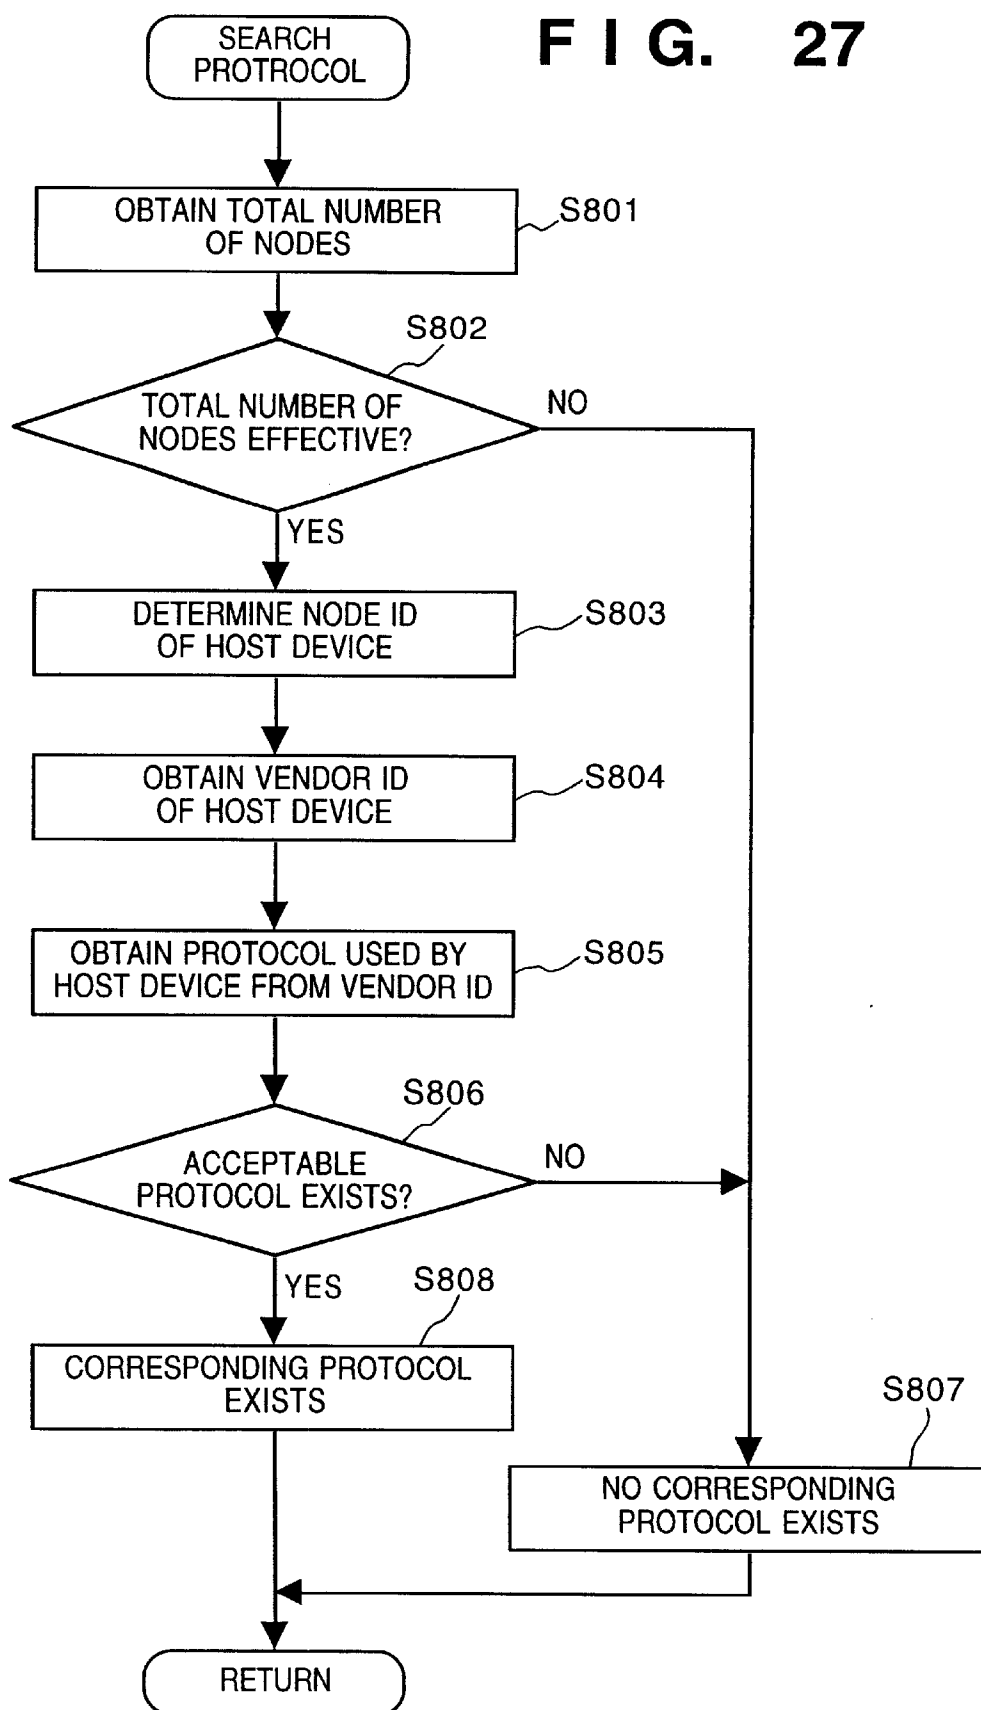 FIG. 27
SEARCH
PROTROCOL
OBTAIN TOTAL NUMBER
OF NODES
S801
S802
TOTAL NUMBER OF
NODES EFFECTIVE?
NO
YES
DETERMINE NODE ID
OF HOST DEVICE
S803
OBTAIN VENDOR ID
OF HOST DEVICE
S804
OBTAIN PROTOCOL USED BY
HOST DEVICE FROM VENDOR ID
S805
S806
ACCEPTABLE
PROTOCOL EXISTS?
NO
YES
S808
CORRESPONDING PROTOCOL
EXISTS
S807
NO CORRESPONDING
PROTOCOL EXISTS
RETURN